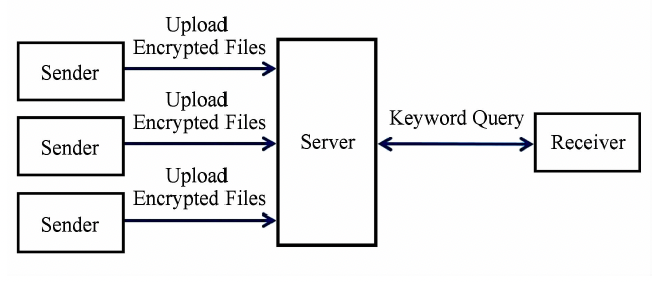 Upload
Encrypted Files
Sender
Upload
Encrypted Files
Sender
Upload
Encrypted Files
Sender
Server
Keyword Query
Receiver